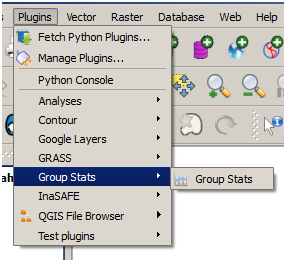 Plugins Vector Raster Database Web Help
Fetch Python Plugins...
Manage Plugins...
Python Console
Analyses
Contour
Google Layers
GRASS
Group Stats
Group Stats
InaSAFE
QGIS File Browser
Test plugins